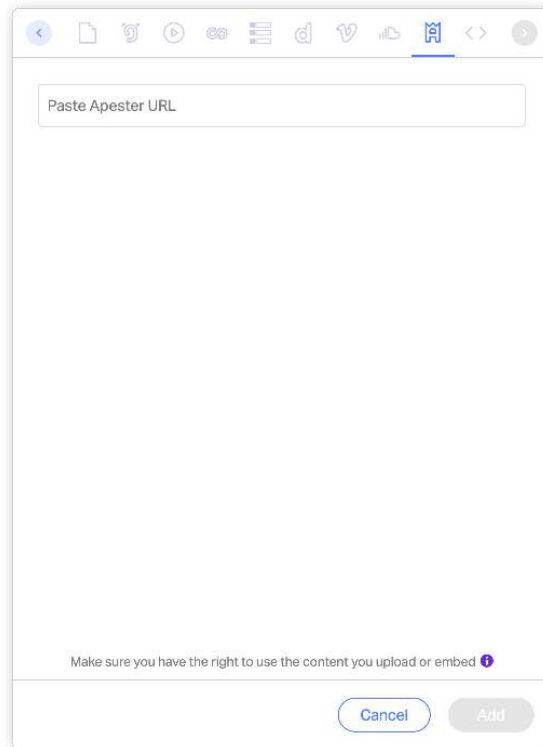 Paste Apester URL
Make sure you have the right to use the content you upload or embed
Cancel
Add